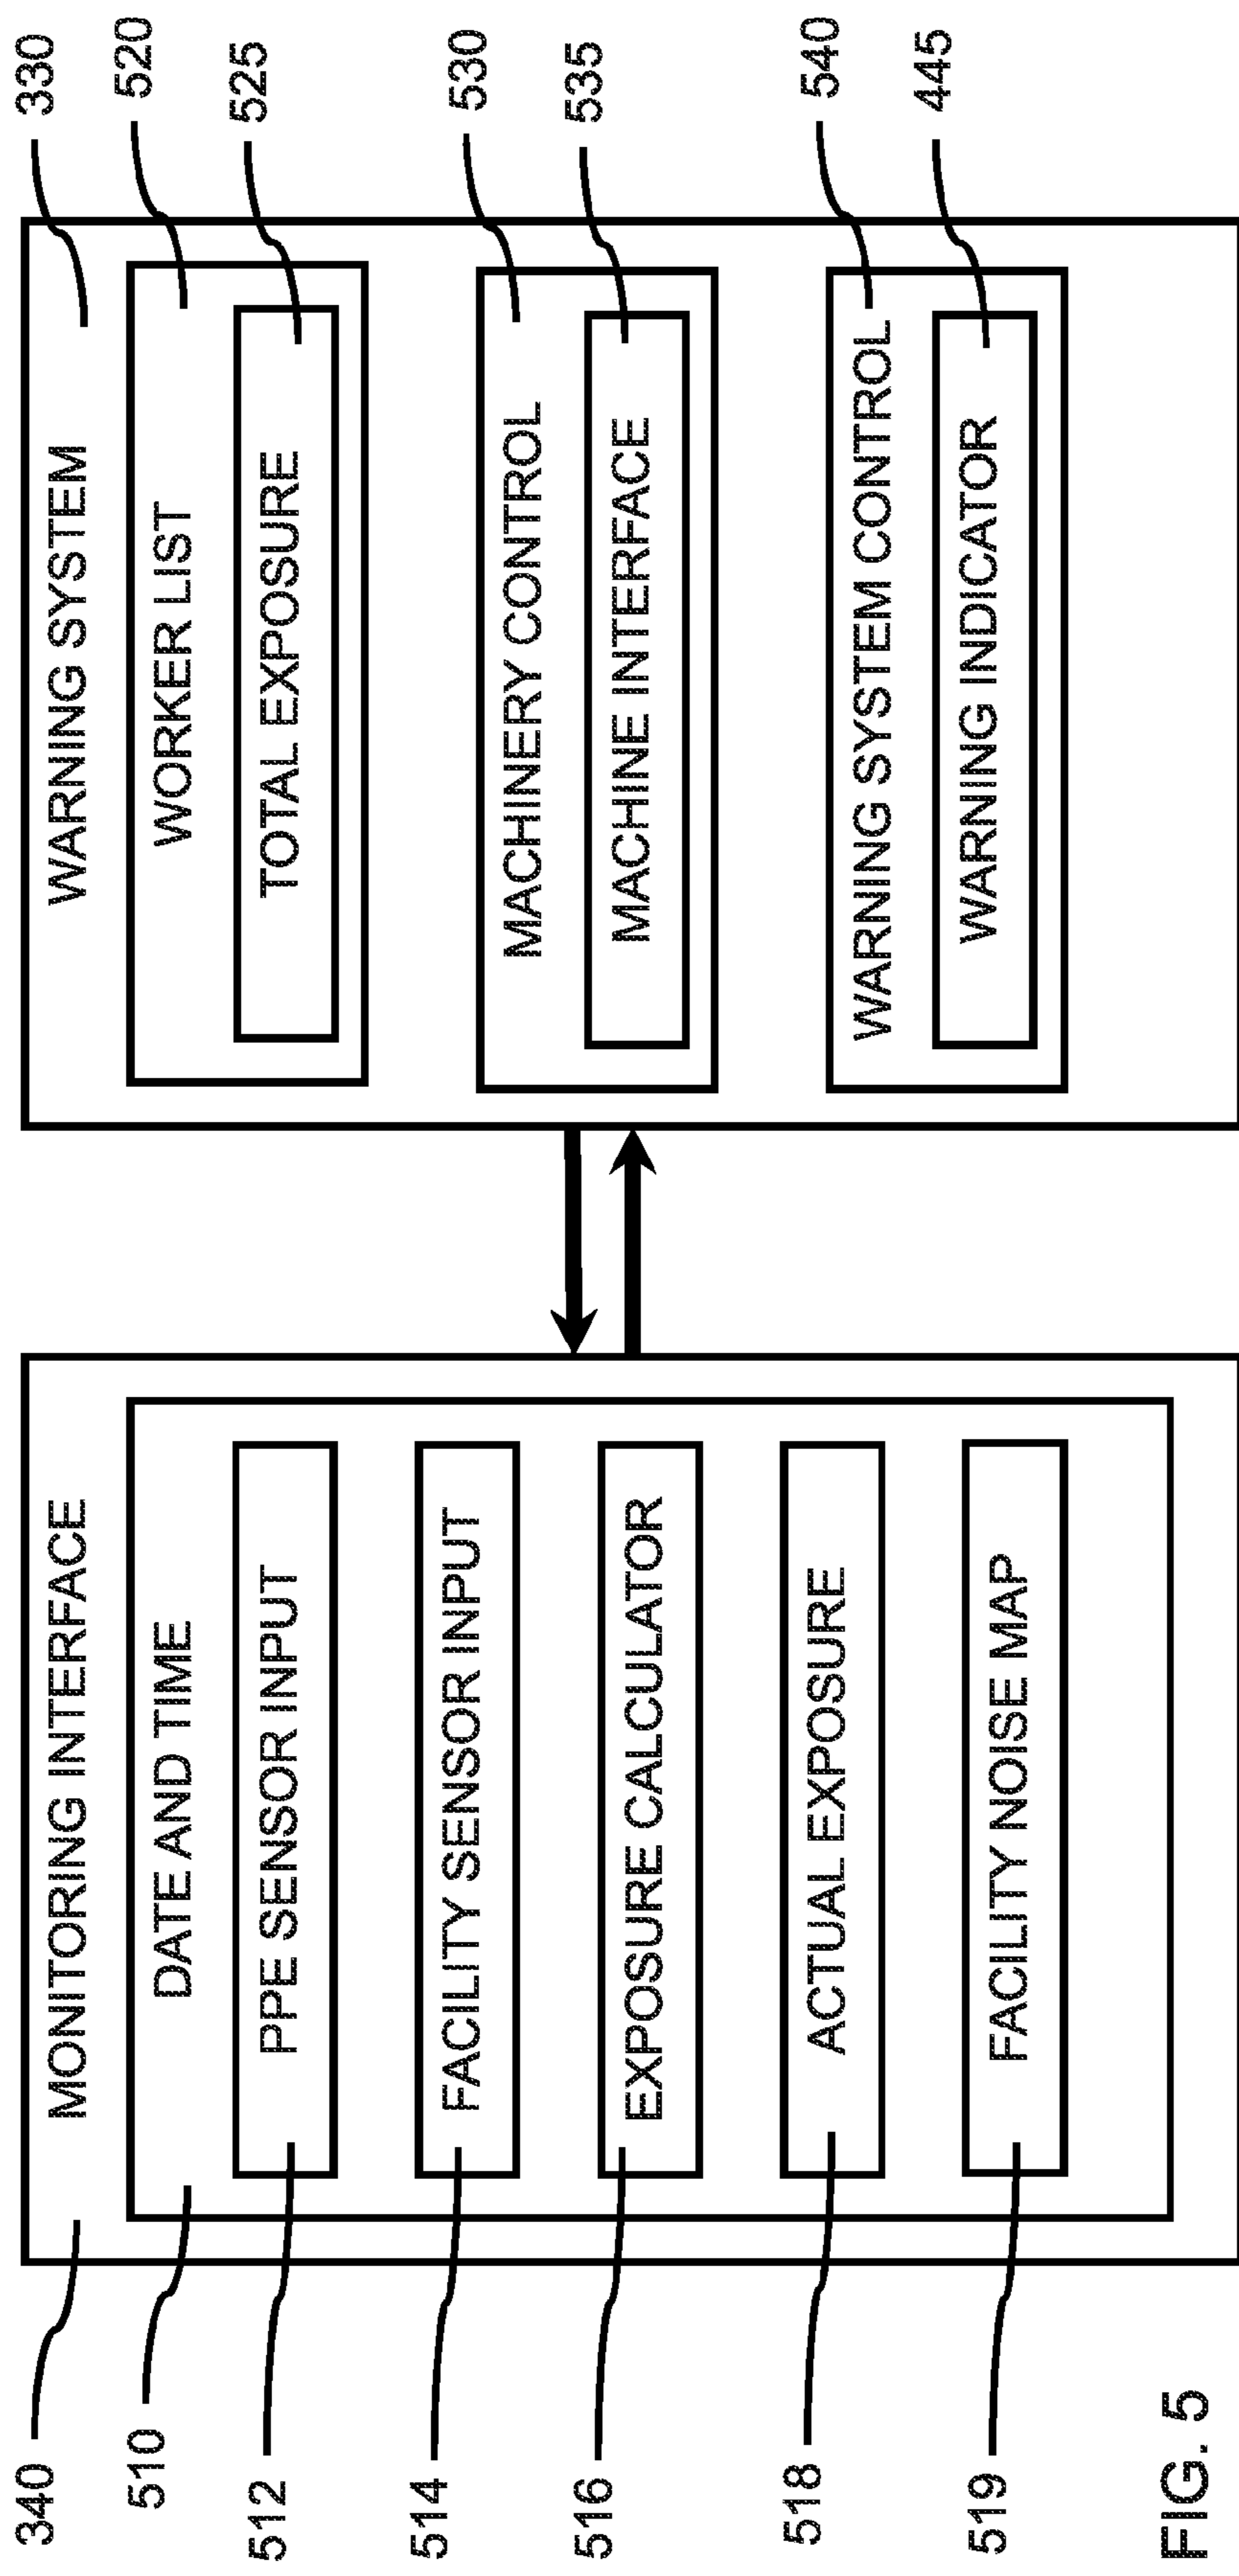 340
MONITORING INTERFACE
510
DATE AND TIME
512
PPE SENSOR INPUT
514
FACILITY SENSOR INPUT
516
EXPOSURE CALCULATOR
518
ACTUAL EXPOSURE
519
FACILITY NOISE MAP
WARNING SYSTEM
330
WORKER LIST
520
TOTAL EXPOSURE
525
MACHINERY CONTROL
530
MACHINE INTERFACE
535
WARNING SYSTEM CONTROL
540
WARNING INDICATOR
445
FIG. 5